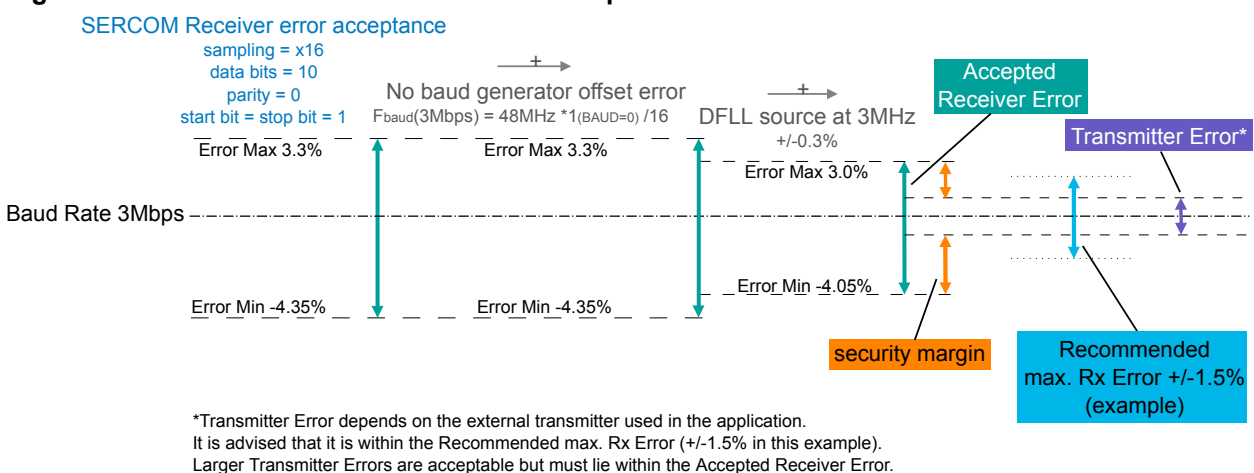 SERCOM Receiver error acceptance
sampling = x16
data bits = 10
parity = 0
start bit = stop bit = 1
+
No baud generator offset error
Fbaud(3Mbps) = 48MHz *1(BAUD=0) /16
+
DFLL source at 3MHz
+/-0.3%
Accepted
Receiver Error
Transmitter Error*
Error Max 3.3%
Error Max 3.3%
Error Max 3.0%
Baud Rate 3Mbps
Error Min -4.35%
Error Min -4.35%
Error Min -4.05%
security margin
Recommended
max. Rx Error +/-1.5%
(example)
*Transmitter Error depends on the external transmitter used in the application.
It is advised that it is within the Recommended max. Rx Error (+/-1.5% in this example).
Larger Transmitter Errors are acceptable but must lie within the Accepted Receiver Error.